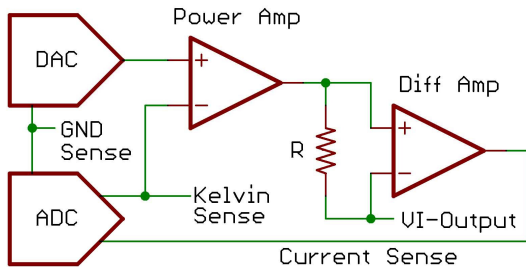 Power Amp
DAC
+
-
Diff Amp
GND
Sense
R
+
-
ADC
Kelvin
Sense
VI-Output
Current Sense